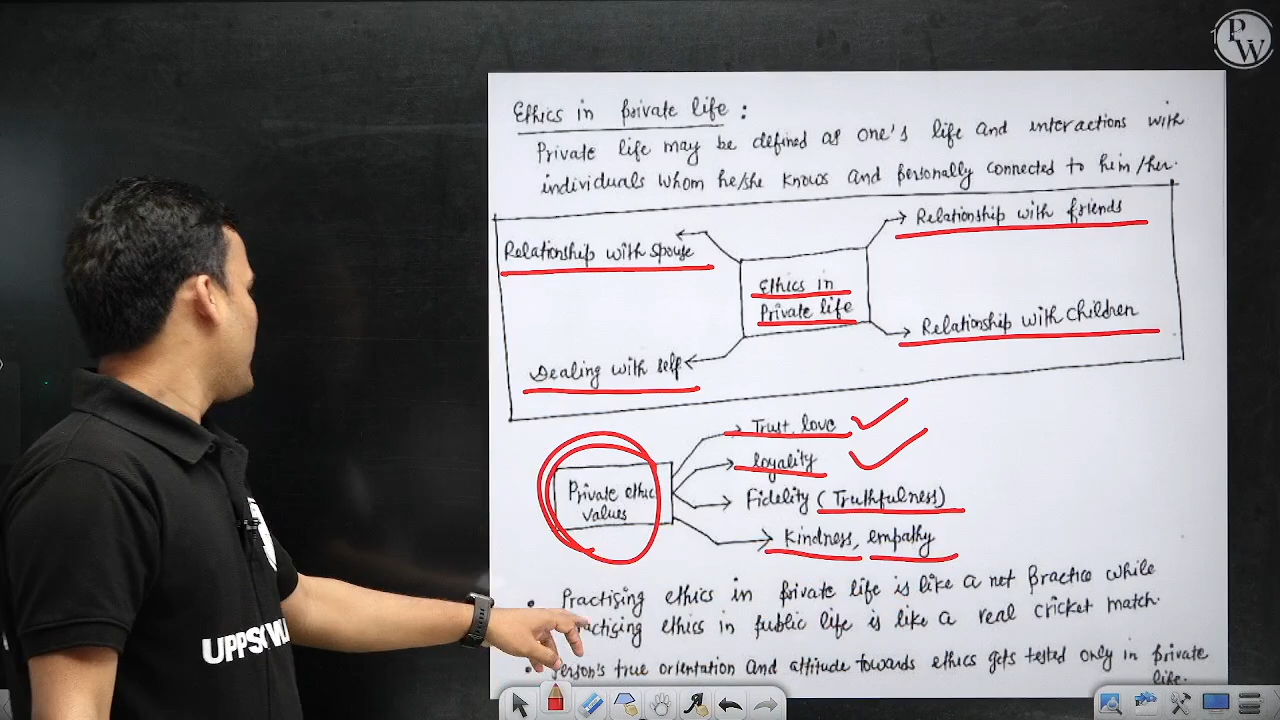 PW
Ethics in private life :
Private life may be defined as one's life and interactions with
individuals whom he/she knows and personally connected to him/her.
Relationship with spouse
Relationship with friends
Ethics in
Private life
Relationship with children
Dealing with self
Trust, love
loyality
Private ethic
values
Fidelity (Truthfulness)
Kindness, empathy
• Practising ethics in private life is like a net practice while
ethics in public life is like a real cricket match.
• Person's true orientation and attitude towards ethics gets tested only in private
life.
UPPSC